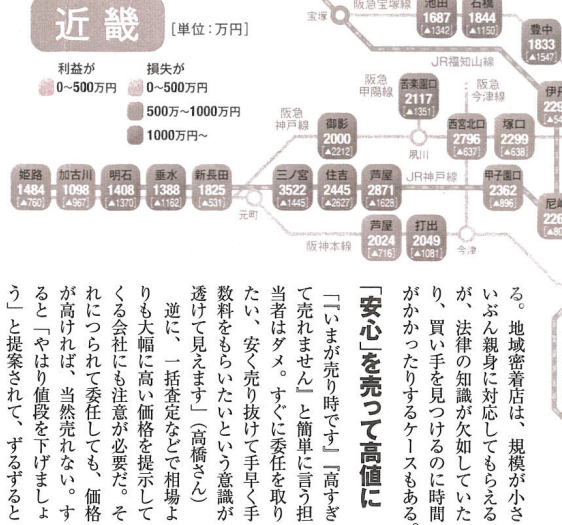 近畿
[単位:万円]
利益が
0~500万円
損失が
0~500万円
500万~1000万円
1000万円~
阪急宝塚線
宝塚
池田
1687
[▲1342]
石橋
1844
[▲1150]
豊中
1833
[▲1547]
JR福知山線
阪急
甲陽線
苦楽園口
2117
[▲1351]
阪急
今津線
伊丹
阪急
神戸線
御影
2000
[▲2212]
夙川
西宮北口
2796
[▲637]
塚口
2299
[▲638]
姫路
1484
[▲760]
加古川
1098
[▲967]
明石
1408
[▲1370]
垂水
1388
[▲1162]
新長田
1825
[▲531]
元町
三ノ宮
3522
[▲1445]
住吉
2445
[▲2627]
芦屋
2871
[▲1628]
JR神戸線
甲子園口
2362
[▲896]
阪神本線
芦屋
2024
[▲716]
打出
2049
[▲1081]
今津
る。地域密着店は、規模が小さ
いぶん親身に対応してもらえる
が、法律の知識が欠如していた
り、買い手を見つけるのに時間
がかかったりするケースもある。
「安心」を売って高値に
「『いまが売り時です』『高すぎ
て売れません』と簡単に言う担
当者はダメ。すぐに委任を取り
たい、安く売り抜けて手早く手
数料をもらいたいという意識が
透けて見えます」(高橋さん)
逆に、一括査定などで相場よ
りも大幅に高い価格を提示して
くる会社にも注意が必要だ。そ
れにつられて委任しても、価格
が高ければ、当然売れない。す
ると「やはり値段を下げましょ
う」と提案されて、ずるずると